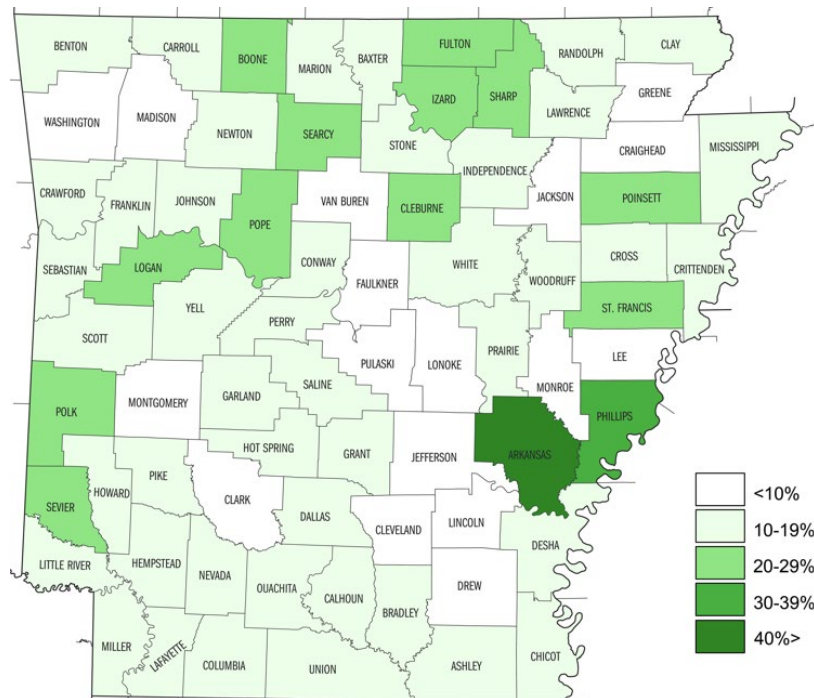 BENTON
CARROLL
BOONE
MARION
BAXTER
FULTON
RANDOLPH
CLAY
IZARD
SHARP
GREENE
LAWRENCE
WASHINGTON
MADISON
NEWTON
SEARCY
STONE
INDEPENDENCE
CRAIGHEAD
MISSISSIPPI
CRAWFORD
FRANKLIN
JOHNSON
POPE
VAN BUREN
CLEBURNE
JACKSON
POINSETT
SEBASTIAN
LOGAN
CONWAY
FAULKNER
WHITE
WOODRUFF
CROSS
CRITTENDEN
YELL
PERRY
ST. FRANCIS
SCOTT
PULASKI
LONOKE
PRAIRIE
LEE
MONROE
POLK
MONTGOMERY
GARLAND
SALINE
PHILLIPS
HOT SPRING
GRANT
JEFFERSON
ARKANSAS
SEVIER
HOWARD
PIKE
CLARK
DALLAS
CLEVELAND
LINCOLN
DESHA
LITTLE RIVER
HEMPSTEAD
NEVADA
OUACHITA
CALHOUN
BRADLEY
DREW
MILLER
LAFAYETTE
COLUMBIA
UNION
ASHLEY
CHICOT
<10%
10-19%
20-29%
30-39%
40%>